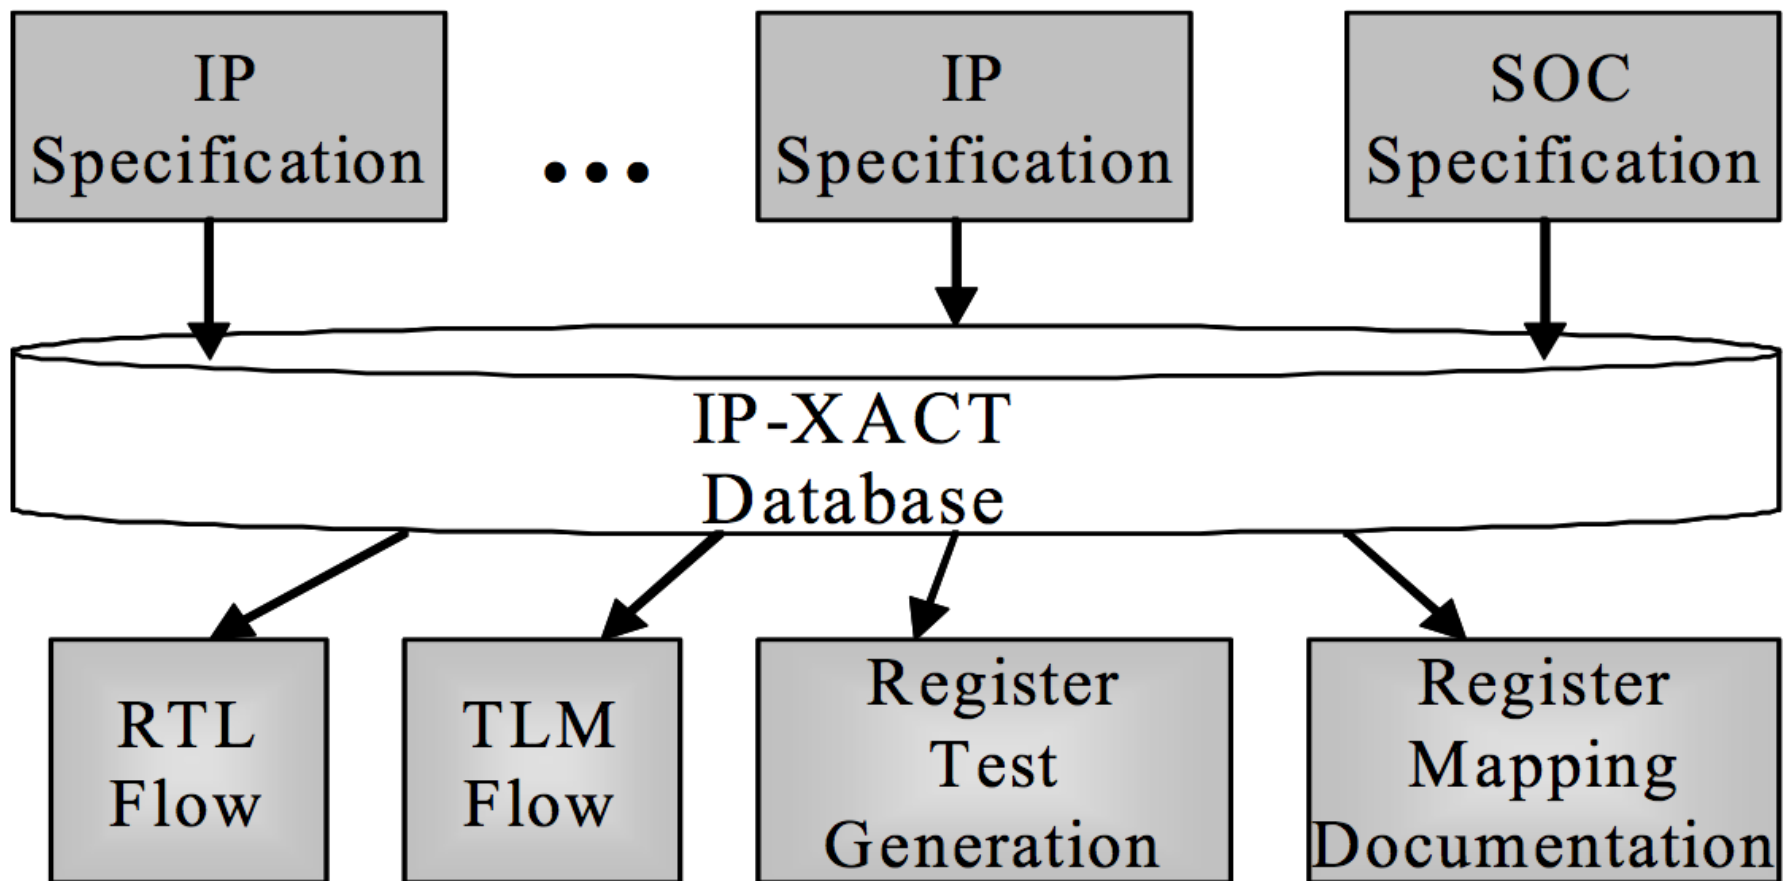 IP
Specification
...
IP
Specification
SOC
Specification
IP-XACT
Database
RTL
Flow
TLM
Flow
Register
Test
Generation
Register
Mapping
Documentation